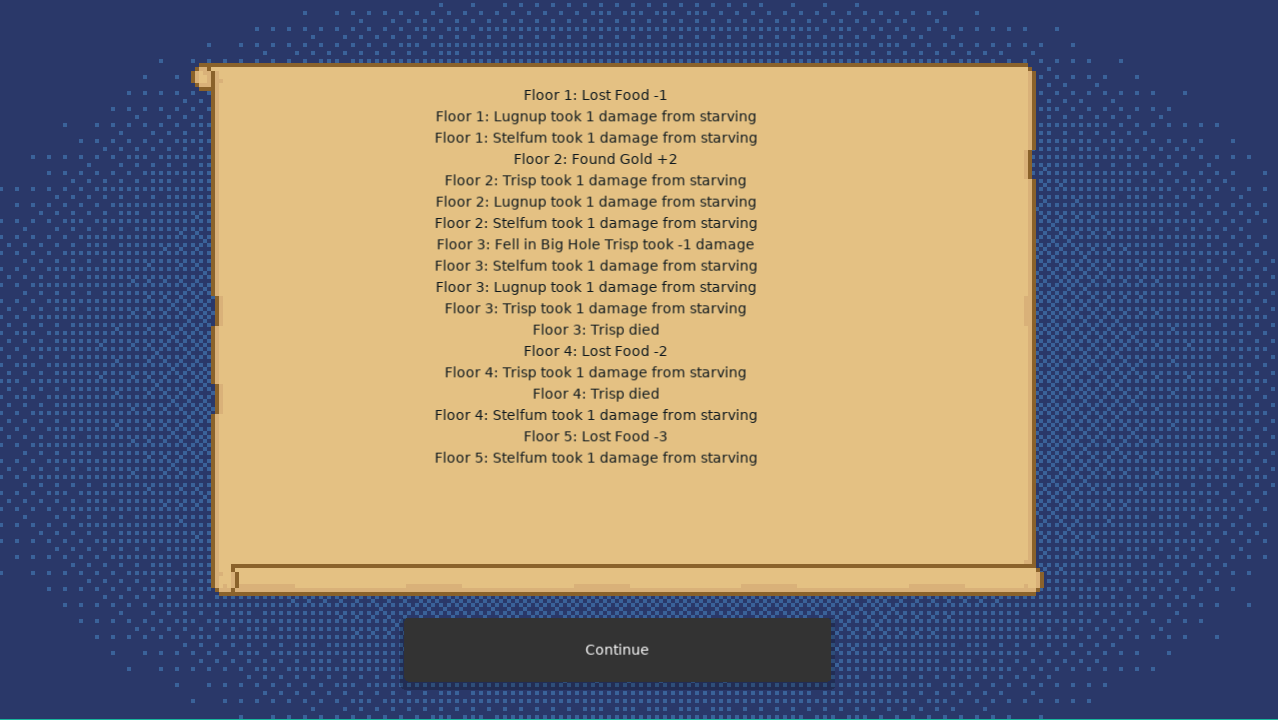 Floor 1: Lost Food -1
Floor 1: Lugnup took 1 damage from starving
Floor 1: Stelfum took 1 damage from starving
Floor 2: Found Gold +2
Floor 2: Trisp took 1 damage from starving
Floor 2: Lugnup took 1 damage from starving
Floor 2: Stelfum took 1 damage from starving
Floor 3: Fell in Big Hole Trisp took -1 damage
Floor 3: Stelfum took 1 damage from starving
Floor 3: Lugnup took 1 damage from starving
Floor 3: Trisp took 1 damage from starving
Floor 3: Trisp died
Floor 4: Lost Food -2
Floor 4: Trisp took 1 damage from starving
Floor 4: Trisp died
Floor 4: Stelfum took 1 damage from starving
Floor 5: Lost Food -3
Floor 5: Stelfum took 1 damage from starving
Continue